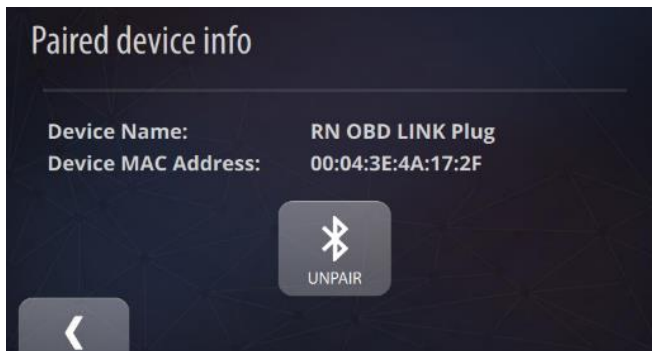 Paired device info
Device Name: RN OBD LINK Plug
Device MAC Address: 00:04:3E:4A:17:2F
UNPAIR